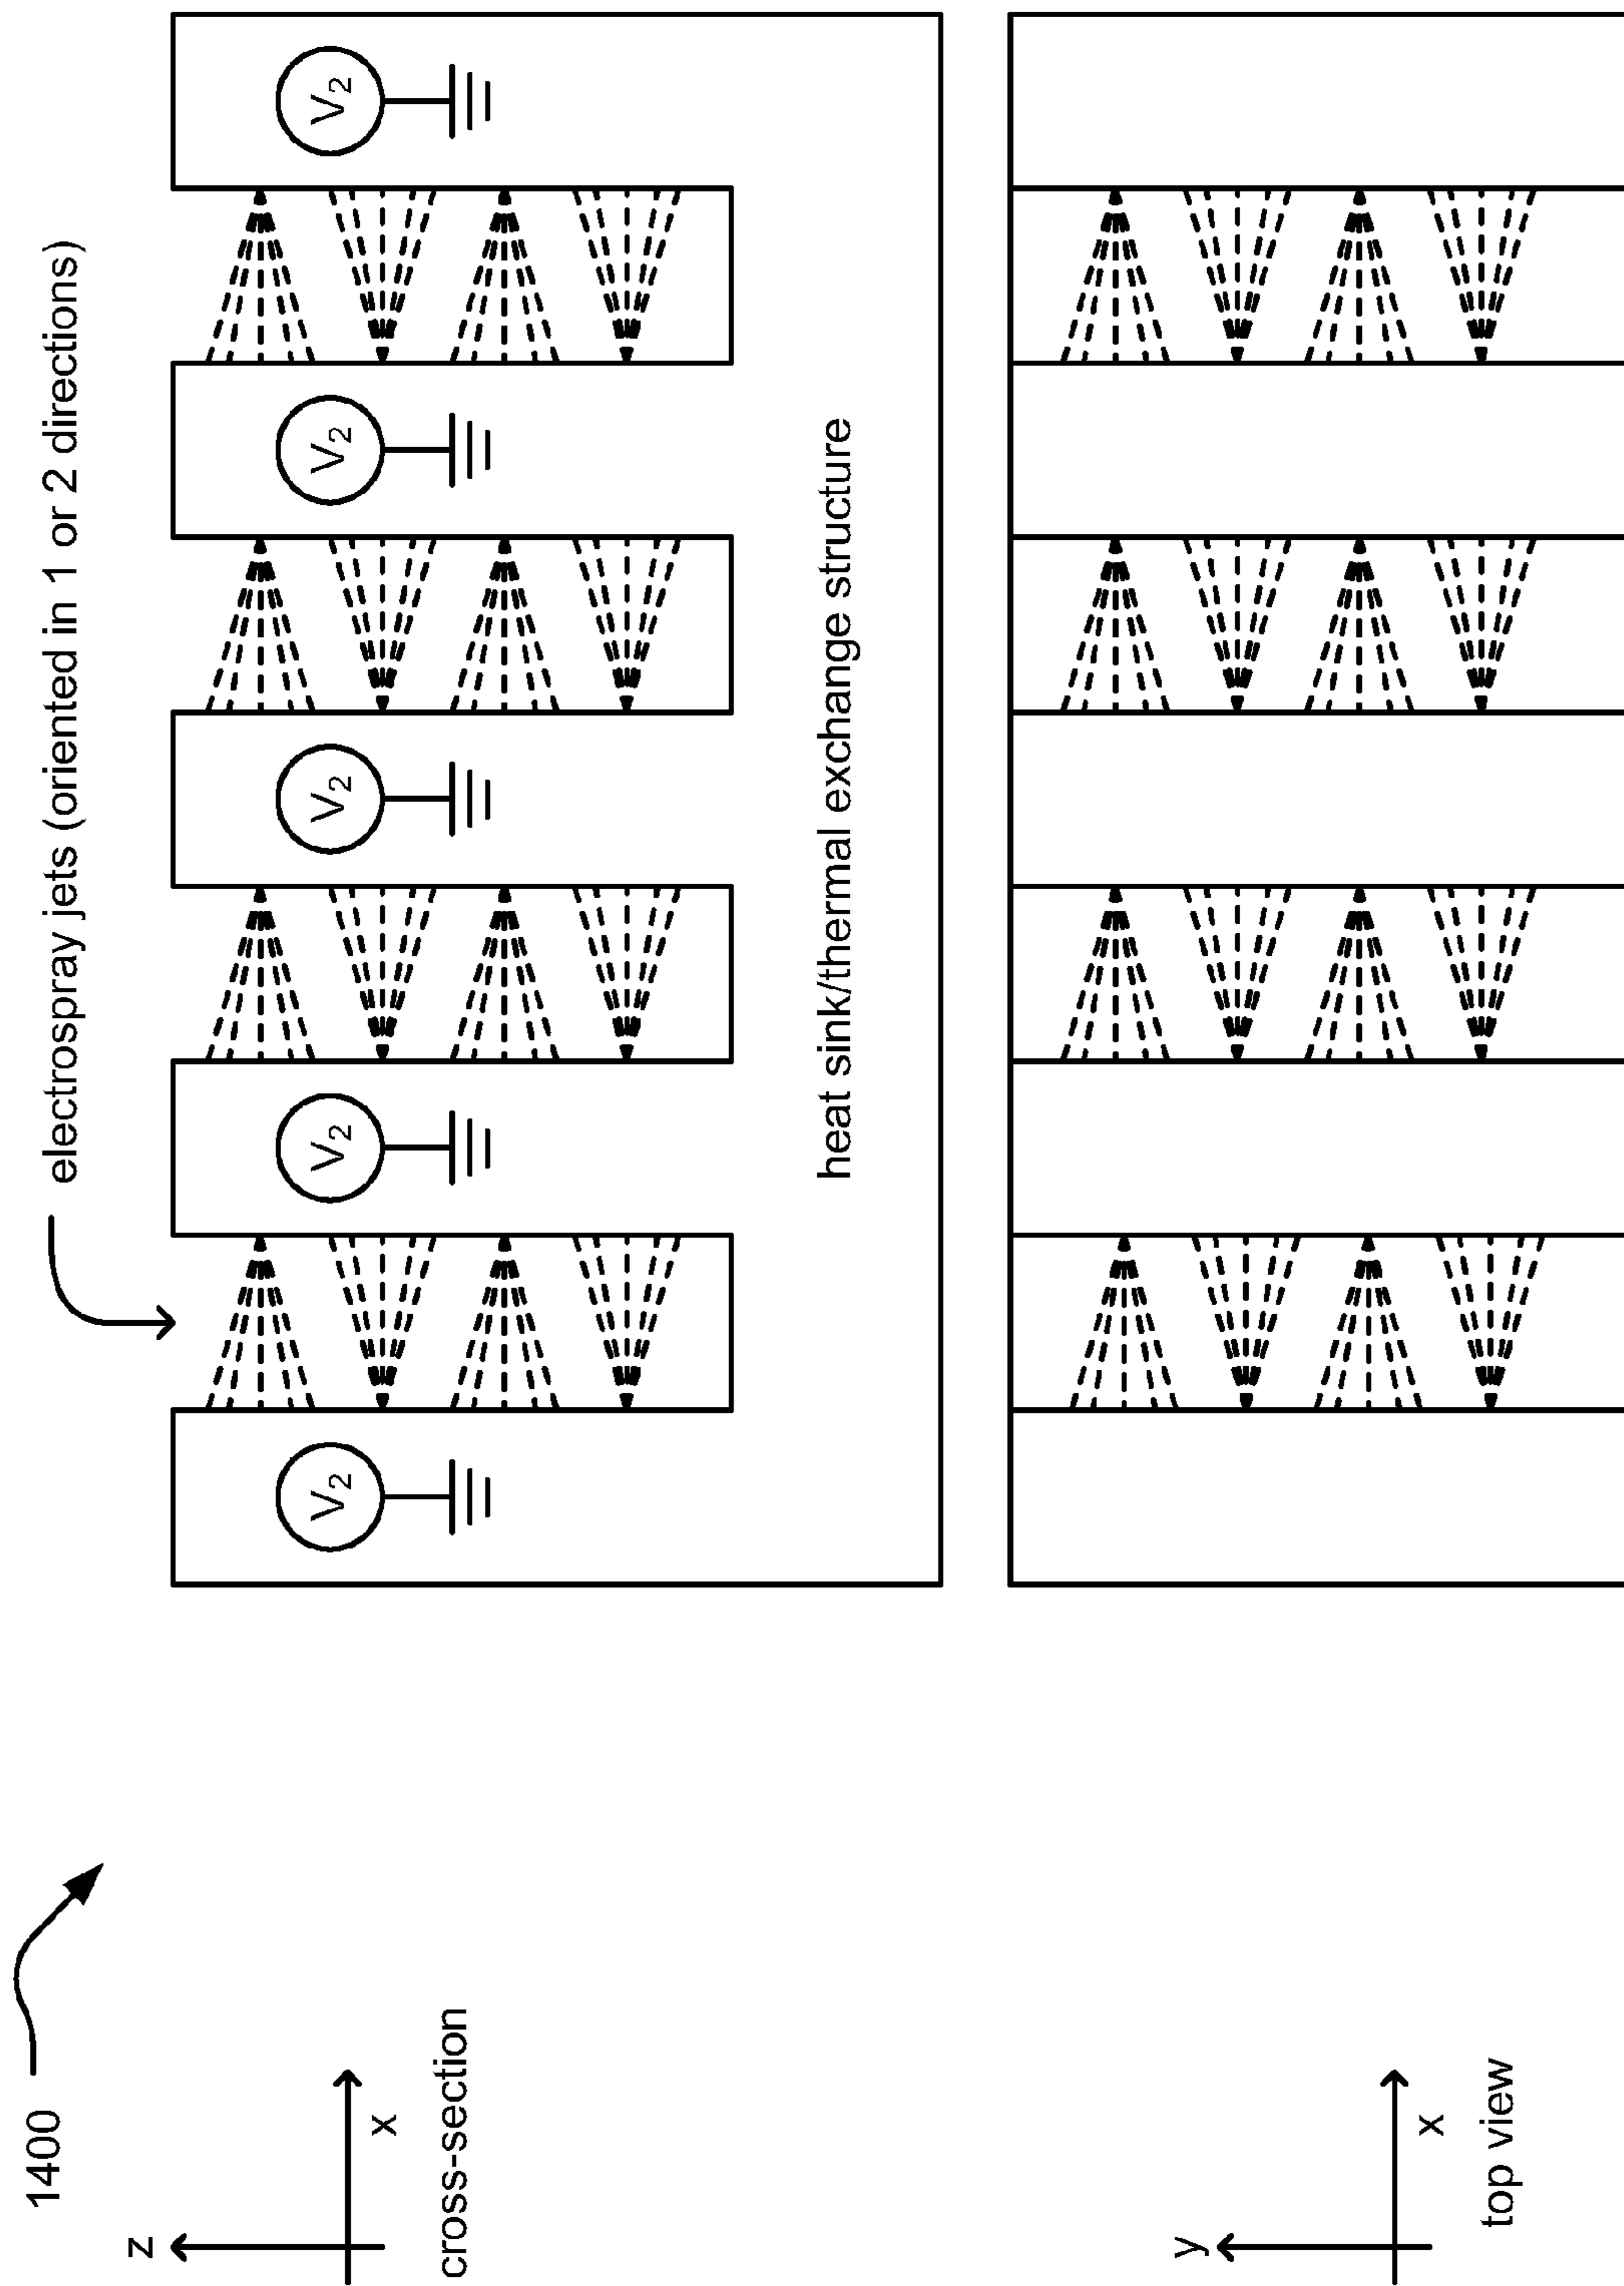 1400
electrospray jets (oriented in 1 or 2 directions)
z
x
cross-section
V2
V2
V2
V2
V2
heat sink/thermal exchange structure
y
x
top view